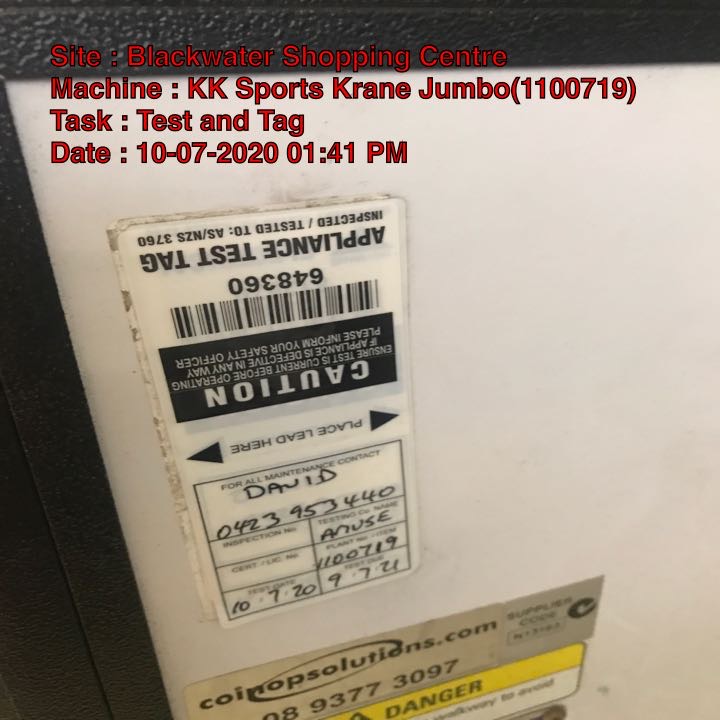 Site : Blackwater Shopping Centre
Machine : KK Sports Krane Jumbo(1100719)
Task : Test and Tag
Date : 10-07-2020 01:41 PM
INSPECTED / TESTED TO: AS/NZS 3760
APPLIANCE TEST TAG
648360
CAUTION
ENSURE TEST IS CURRENT BEFORE OPERATING
IF APPLIANCE IS DEFECTIVE IN ANY WAY
PLEASE INFORM YOUR SAFETY OFFICER
PLACE LEAD HERE
FOR ALL MAINTENANCE CONTACT
DAVID
0423 953 440
INSPECTION No.
TESTING Co. NAME
AMUSE
CERT. / LIC. No.
PLANT No. - ITEM
1100719
TEST DATE
10.7.20
TEST DUE
9.7.21
SUPPLIER
CODE
coinopsolutions.com
08 9377 3097
DANGER
to avoid